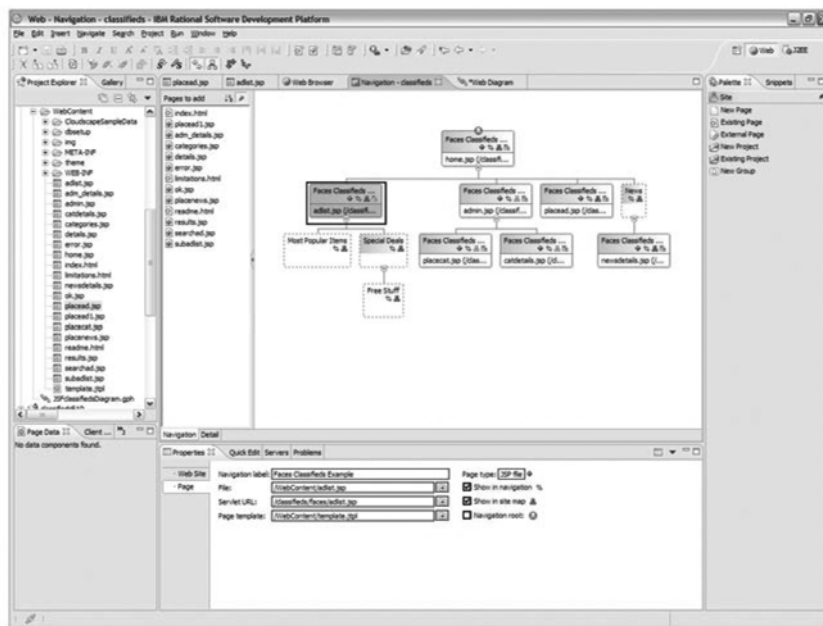 Web - Navigation - classifieds - IBM Rational Software Development Platform
File Edit Insert Navigate Search Project Run Window Help
Web J2EE
Project Explorer Gallery
placead.jsp adlist.jsp Web Browser Navigation - classifieds *Web Diagram
Palette Snippets
WebContent
CloudscapeSampleData
dbsetup
img
META-INF
theme
WEB-INF
adlist.jsp
adm_details.jsp
admin.jsp
catdetails.jsp
categories.jsp
details.jsp
error.jsp
home.jsp
index.html
limitations.html
newsdetails.jsp
ok.jsp
placead.jsp
placead1.jsp
placecat.jsp
placenews.jsp
readme.html
results.jsp
searchad.jsp
subadlist.jsp
template.jtpl
JSFclassifiedsDiagram.gph
Pages to add
index.html
placead1.jsp
adm_details.jsp
categories.jsp
details.jsp
error.jsp
limitations.html
ok.jsp
placenews.jsp
readme.html
results.jsp
searchad.jsp
subadlist.jsp
Faces Classifieds ...
home.jsp (/classifi...
Faces Classifieds ...
adlist.jsp (/classifi...
Faces Classifieds ...
admin.jsp (/classifi...
Faces Classifieds ...
placead.jsp (/clas...
News
Most Popular Items
Special Deals
Faces Classifieds ...
placecat.jsp (/clas...
Faces Classifieds ...
catdetails.jsp (/cl...
Faces Classifieds ...
newsdetails.jsp (/...
Free Stuff
Site
New Page
Existing Page
External Page
New Project
Existing Project
New Group
Navigation Detail
Page Data Client ...
No data components found.
Properties Quick Edit Servers Problems
Web Site
Page
Navigation label: Faces Classifieds Example
File: /WebContent/adlist.jsp
Servlet URL: /classifieds/faces/adlist.jsp
Page template: /WebContent/template.jtpl
Page type: JSP file
Show in navigation
Show in site map
Navigation root: